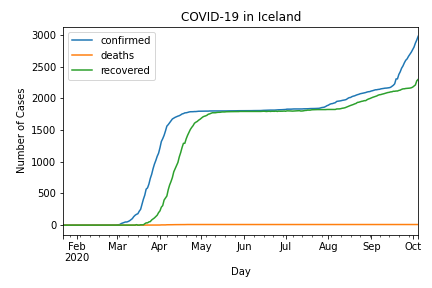 COVID-19 in Iceland
confirmed
deaths
recovered
Number of Cases
3000
2500
2000
1500
1000
500
0
Feb Mar Apr May Jun Jul Aug Sep Oct
2020
Day